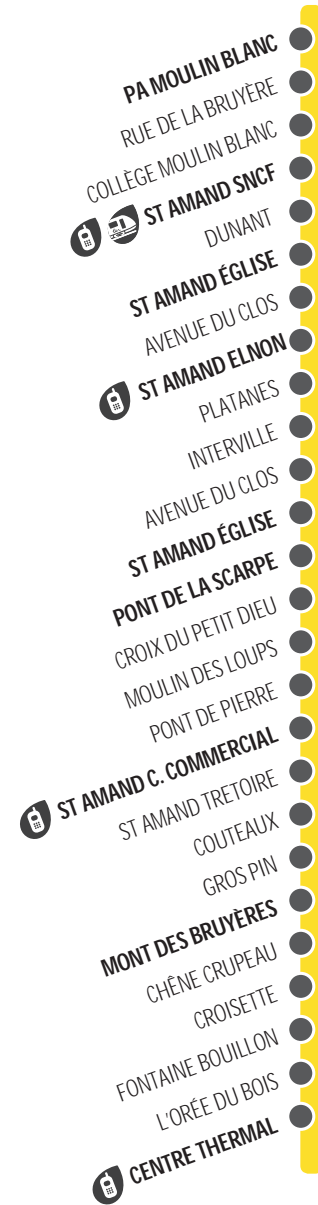 PA MOULIN BLANC
RUE DE LA BRUYÈRE
COLLÈGE MOULIN BLANC
ST AMAND SNCF
DUNANT
ST AMAND ÉGLISE
AVENUE DU CLOS
ST AMAND ELNON
PLATANES
INTERVILLE
AVENUE DU CLOS
ST AMAND ÉGLISE
PONT DE LA SCARPE
CROIX DU PETIT DIEU
MOULIN DES LOUPS
PONT DE PIERRE
ST AMAND C. COMMERCIAL
ST AMAND TRETOIRE
COUTEAUX
GROS PIN
MONT DES BRUYÈRES
CHÊNE CRUPEAU
CROISETTE
FONTAINE BOUILLON
L'ORÉE DU BOIS
CENTRE THERMAL